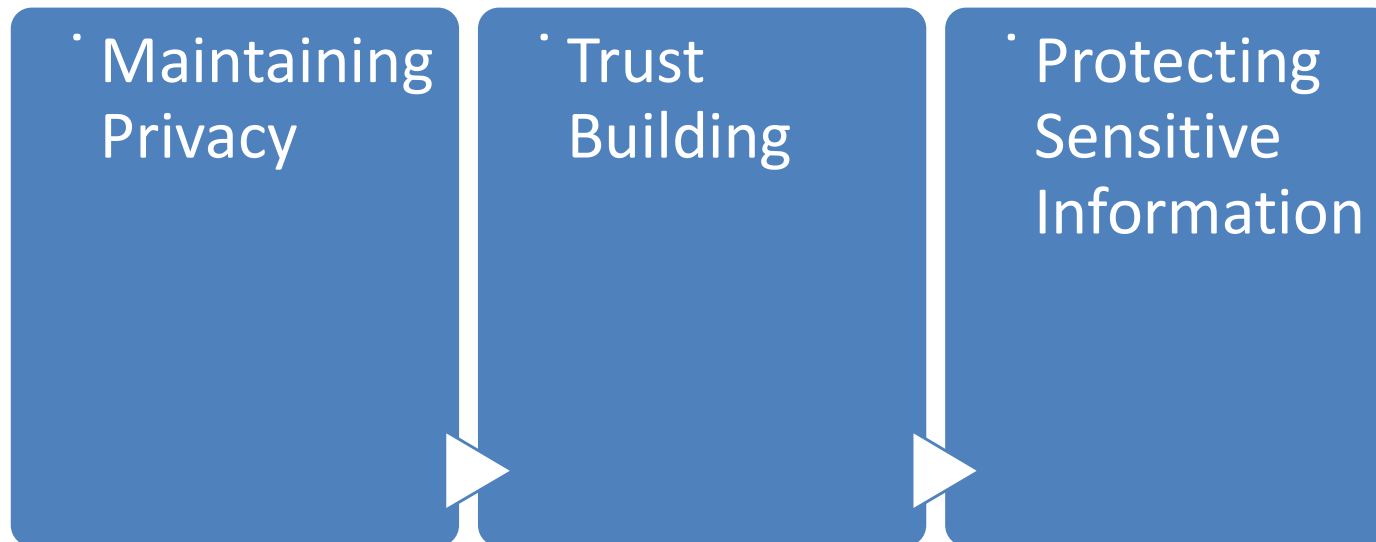 · Maintaining
Privacy
· Trust
Building
· Protecting
Sensitive
Information